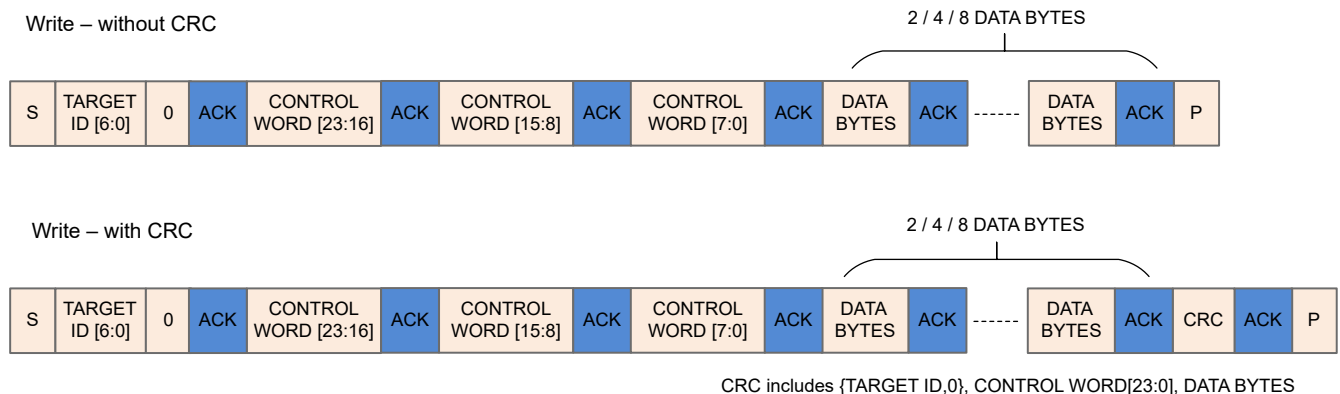 Write – without CRC
2 / 4 / 8 DATA BYTES
S TARGET ID [6:0] 0 ACK CONTROL WORD [23:16] ACK CONTROL WORD [15:8] ACK CONTROL WORD [7:0] ACK DATA BYTES ACK ------ DATA BYTES ACK P
Write – with CRC
2 / 4 / 8 DATA BYTES
S TARGET ID [6:0] 0 ACK CONTROL WORD [23:16] ACK CONTROL WORD [15:8] ACK CONTROL WORD [7:0] ACK DATA BYTES ACK ------ DATA BYTES ACK CRC ACK P
CRC includes {TARGET ID,0}, CONTROL WORD[23:0], DATA BYTES